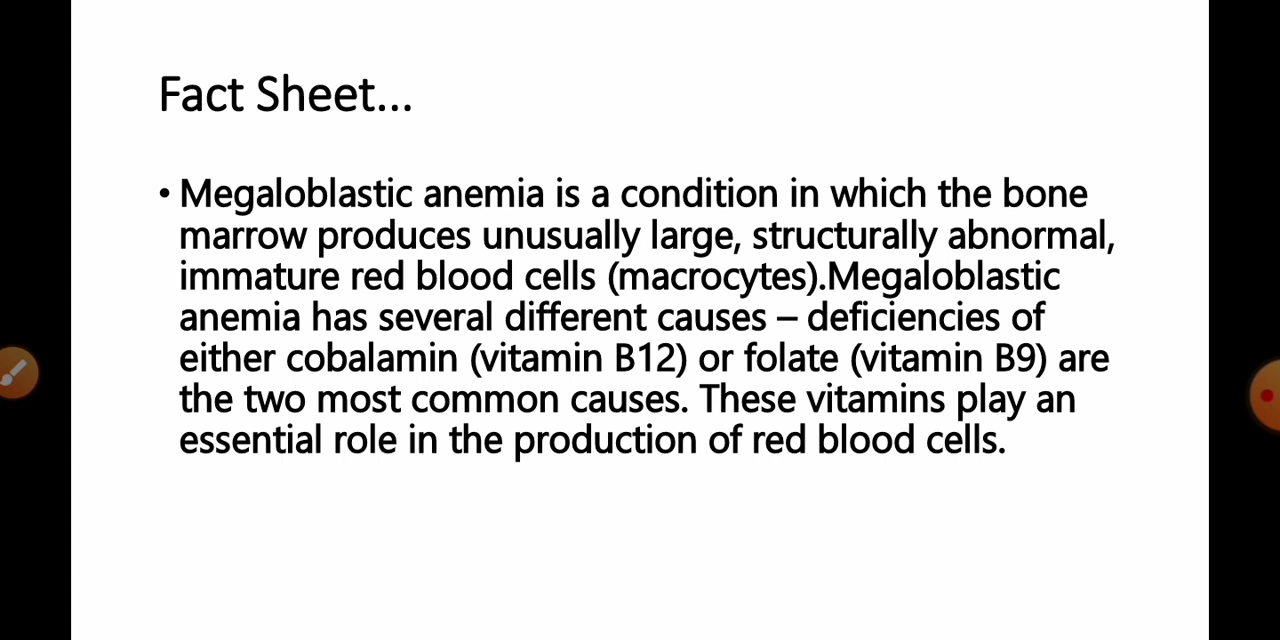 Fact Sheet...
• Megaloblastic anemia is a condition in which the bone
marrow produces unusually large, structurally abnormal,
immature red blood cells (macrocytes).Megaloblastic
anemia has several different causes – deficiencies of
either cobalamin (vitamin B12) or folate (vitamin B9) are
the two most common causes. These vitamins play an
essential role in the production of red blood cells.